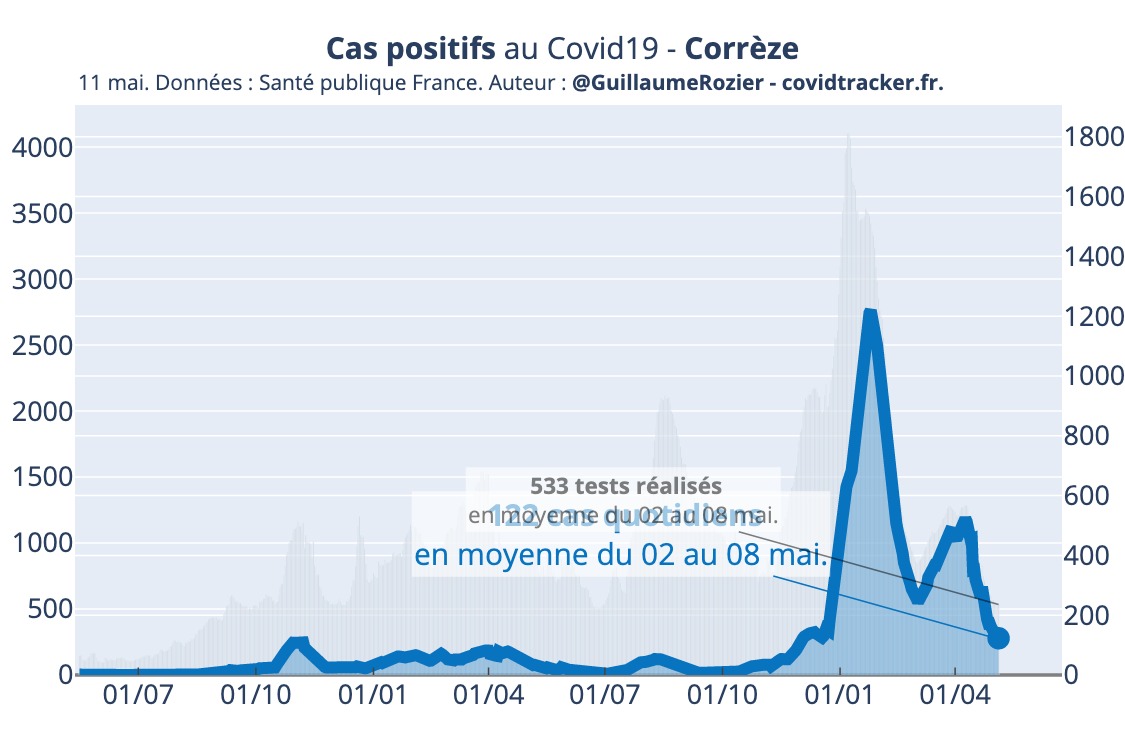 Cas positifs au Covid19 - Corrèze
11 mai. Données : Santé publique France. Auteur : @GuillaumeRozier - covidtracker.fr.
4000
3500
3000
2500
2000
1500
1000
500
0
1800
1600
1400
1200
1000
800
600
400
200
0
533 tests réalisés
en moyenne du 02 au 08 mai.
122 cas quotidiens
en moyenne du 02 au 08 mai.
01/07 01/10 01/01 01/04 01/07 01/10 01/01 01/04